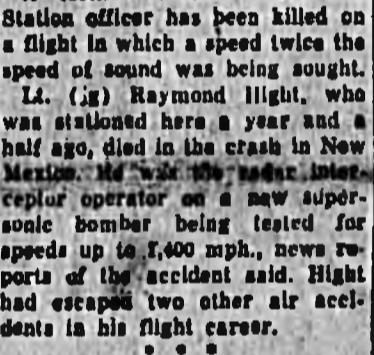 Station officer has been killed on
a flight in which a speed twice the
speed of sound was being sought.
Lt. (jg) Raymond Hight, who
was stationed here a year and a
half ago, died in the crash in New
Mexico. He was the radar inter-
ceptor operator on a new super-
sonic bomber being tested for
speeds up to 1,400 mph., news re-
ports of the accident said. Hight
had escaped two other air acci-
dents in his flight career.
• • •